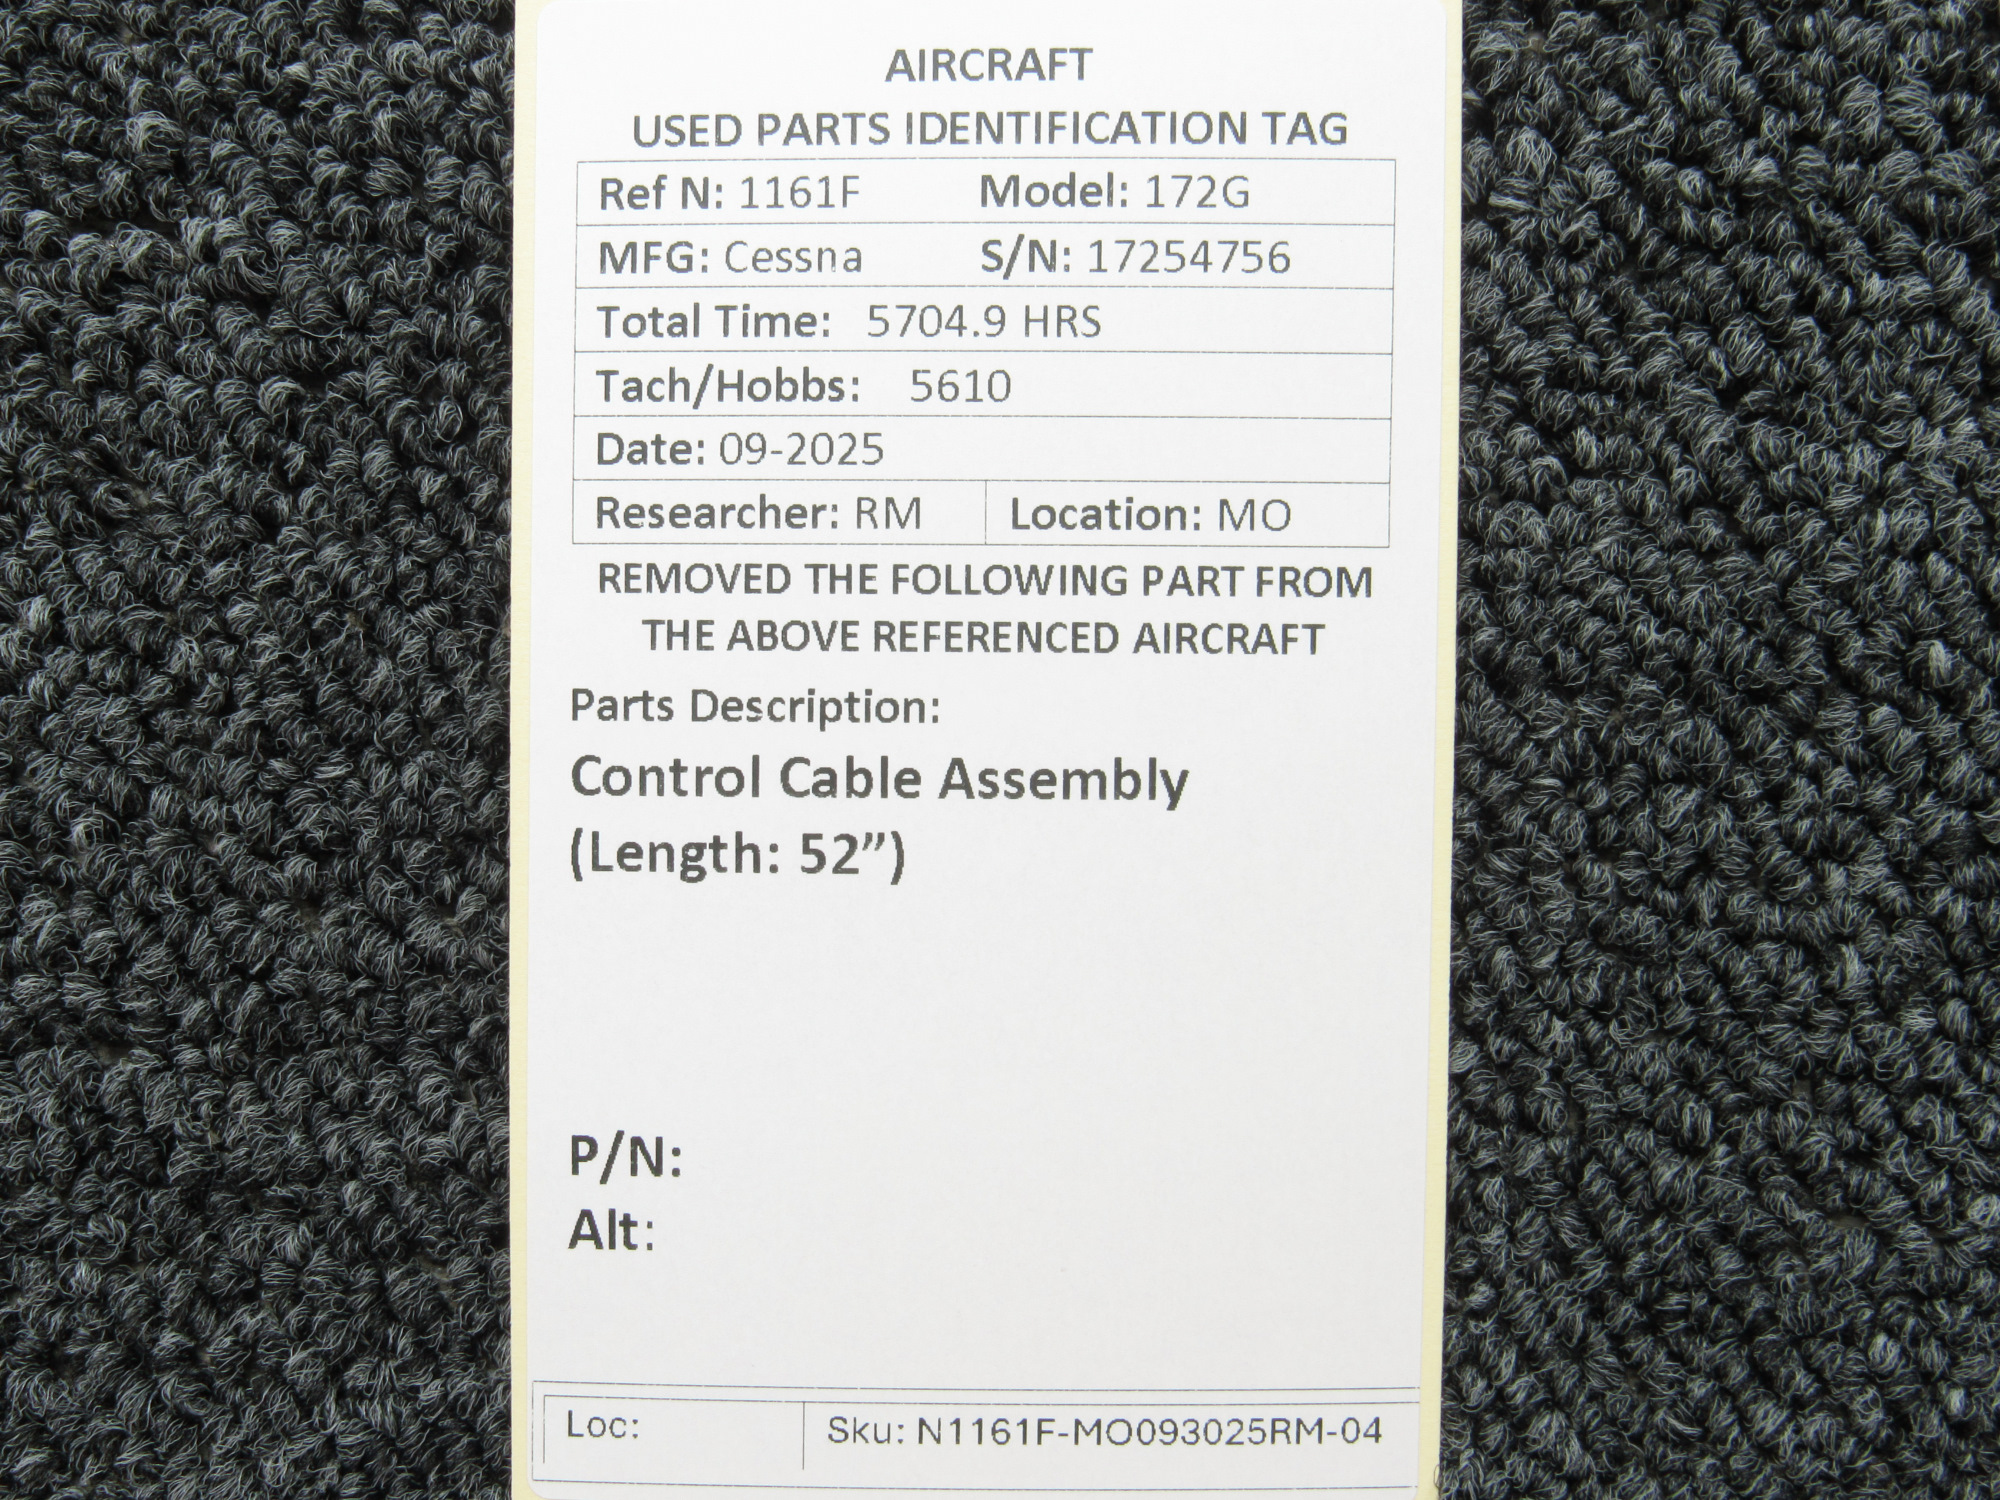 AIRCRAFT
USED PARTS IDENTIFICATION TAG
Ref N: 1161F Model: 172G
MFG: Cessna S/N: 17254756
Total Time: 5704.9 HRS
Tach/Hobbs: 5610
Date: 09-2025
Researcher: RM Location: MO
REMOVED THE FOLLOWING PART FROM
THE ABOVE REFERENCED AIRCRAFT
Parts Description:
Control Cable Assembly
(Length: 52”)
P/N:
Alt:
Loc: Sku: N1161F-MO093025RM-04